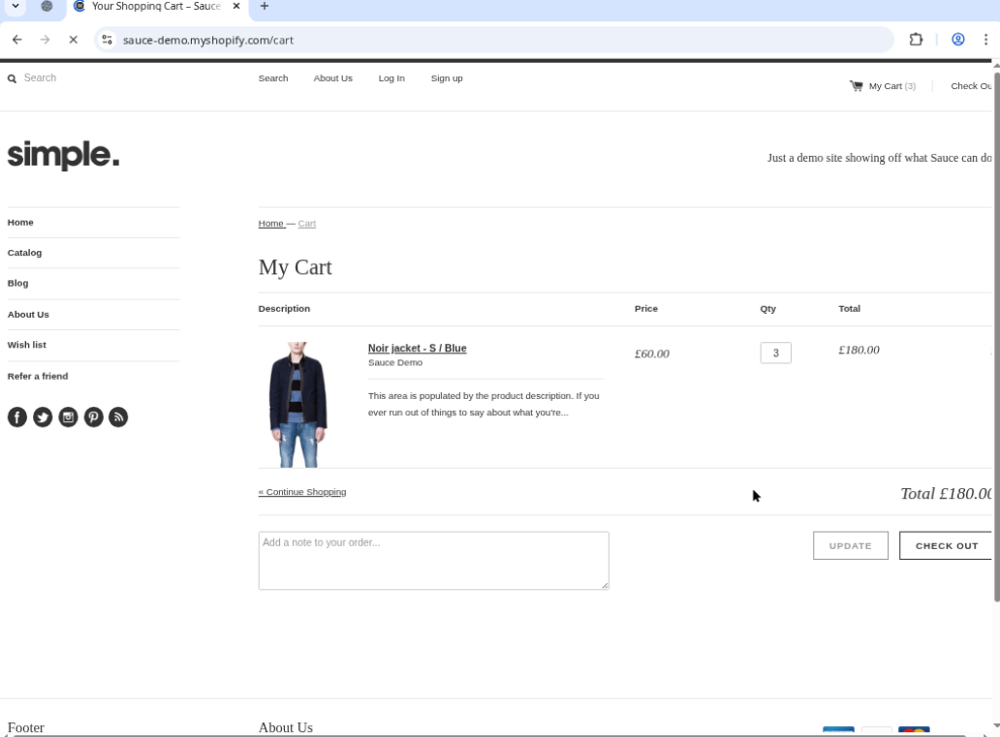 Your Shopping Cart – Sauce
sauce-demo.myshopify.com/cart
Search
Search About Us Log In Sign up
My Cart (3)
Check Ou
simple.
Just a demo site showing off what Sauce can do
Home
Catalog
Blog
About Us
Wish list
Refer a friend
Home — Cart
My Cart
Description Price Qty Total
Noir jacket - S / Blue
Sauce Demo
£60.00
3
£180.00
This area is populated by the product description. If you
ever run out of things to say about what you're...
« Continue Shopping
Total £180.00
Add a note to your order...
UPDATE
CHECK OUT
Footer
About Us